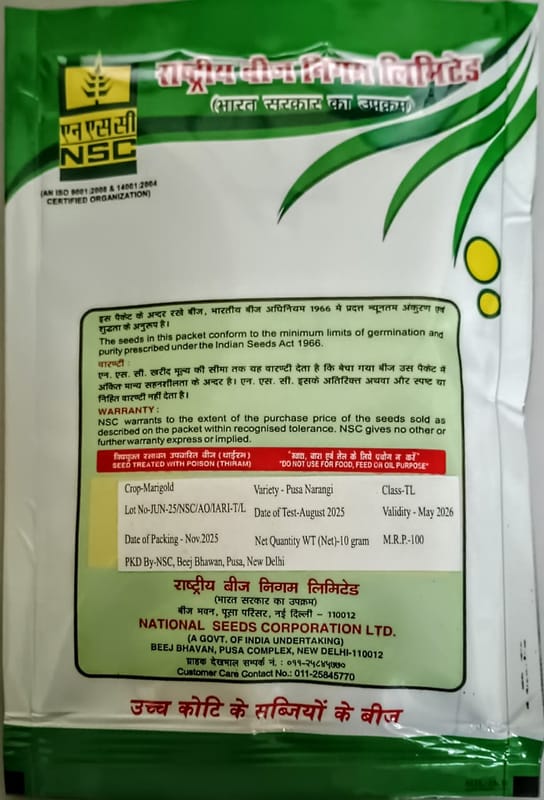 राष्ट्रीय बीज निगम लिमिटेड
(भारत सरकार का उपक्रम)
एन एस सी
NSC
(AN ISO 9001:2008 & 14001:2004
CERTIFIED ORGANIZATION)
इस पैकेट के अन्दर रखे बीज, भारतीय बीज अधिनियम 1966 मे प्रदत्त न्यूनतम अंकुरण एवं
शुद्धता के अनुरूप है।
The seeds in this packet conform to the minimum limits of germination and
purity prescribed under the Indian Seeds Act 1966.
वारण्टी :
एन. एस. सी. खरीद मूल्य की सीमा तक यह वारण्टी देता है कि बेचा गया बीज उस पैकेट में
अंकित मान्य सहनशीलता के अन्दर है। एन. एस. सी. इसके अतिरिक्त अथवा और स्पष्ट या
निहित वारण्टी नहीं देता है।
WARRANTY:
NSC warrants to the extent of the purchase price of the seeds sold as
described on the packet within recognised tolerance. NSC gives no other or
further warranty express or implied.
विषयुक्त रसायन उपचारित बीज (थाईरम) "खाद्य, चारा एवं तेल के लिये प्रयोग न करें"
SEED TREATED WITH POISON (THIRAM) "DO NOT USE FOR FOOD, FEED OR OIL PURPOSE"
Crop-Marigold Variety - Pusa Narangi Class-TL
Lot No-JUN-25/NSC/AO/IARI-T/L Date of Test-August 2025 Validity - May 2026
Date of Packing - Nov.2025 Net Quantity WT (Net)-10 gram M.R.P.-100
PKD By-NSC, Beej Bhawan, Pusa, New Delhi
राष्ट्रीय बीज निगम लिमिटेड
(भारत सरकार का उपक्रम)
बीज भवन, पूसा परिसर, नई दिल्ली - 110012
NATIONAL SEEDS CORPORATION LTD.
(A GOVT. OF INDIA UNDERTAKING)
BEEJ BHAVAN, PUSA COMPLEX, NEW DELHI-110012
ग्राहक देखभाल सम्पर्क नं. : ०११-२५८४५७७०
Customer Care Contact No.: 011-25845770
उच्च कोटि के सब्जियों के बीज